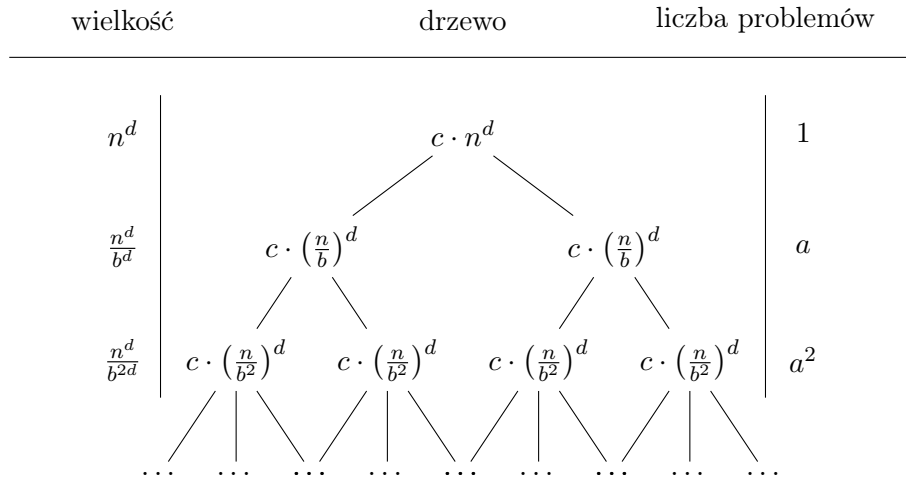 wielkość drzewo liczba problemów
n^d c · n^d 1
n^d/b^d c · (n/b)^d c · (n/b)^d a
n^d/b^{2d} c · (n/b^2)^d c · (n/b^2)^d c · (n/b^2)^d c · (n/b^2)^d a^2
... ... ... ... ... ... ... ... ...